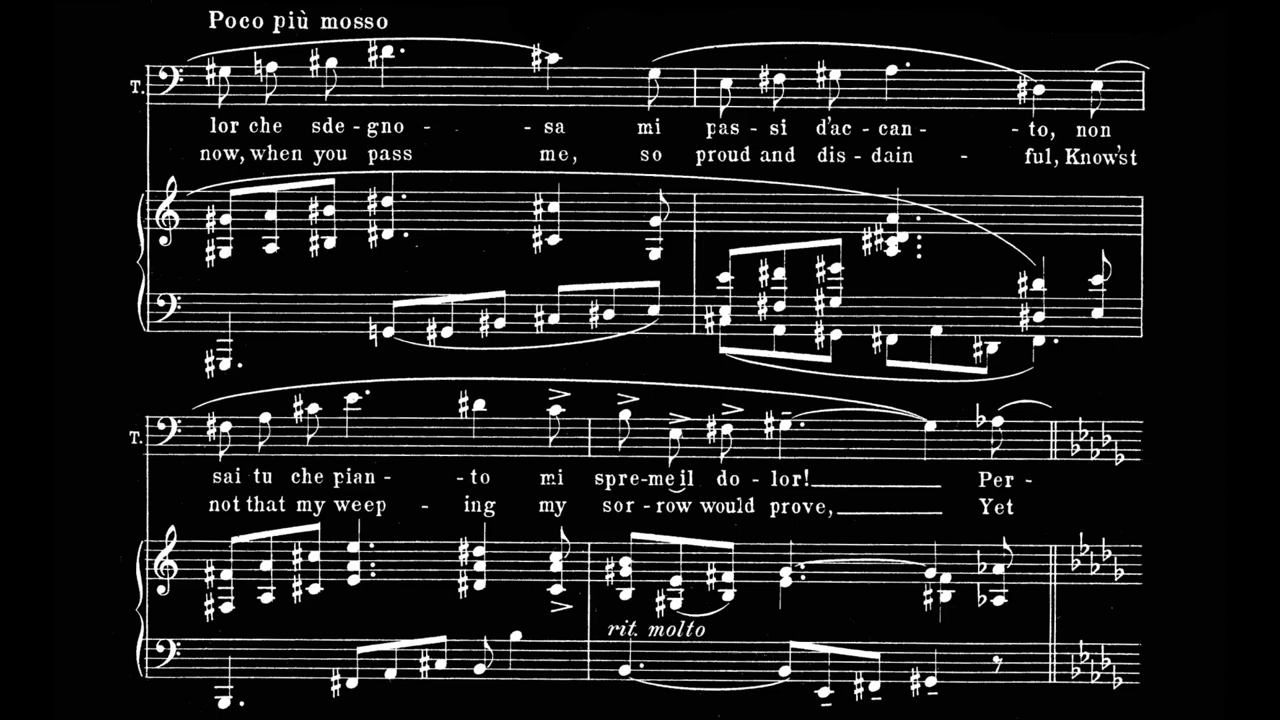 Poco più mosso
T.
lor che sde - gno - - - sa mi pas - si d'ac - can - - to, non
now, when you pass me, so proud and dis - dain - ful, Know'st
T.
sai tu che pian - - to mi spre - me il do - lor! Per -
not that my weep - ing my sor - row would prove, Yet
rit. molto